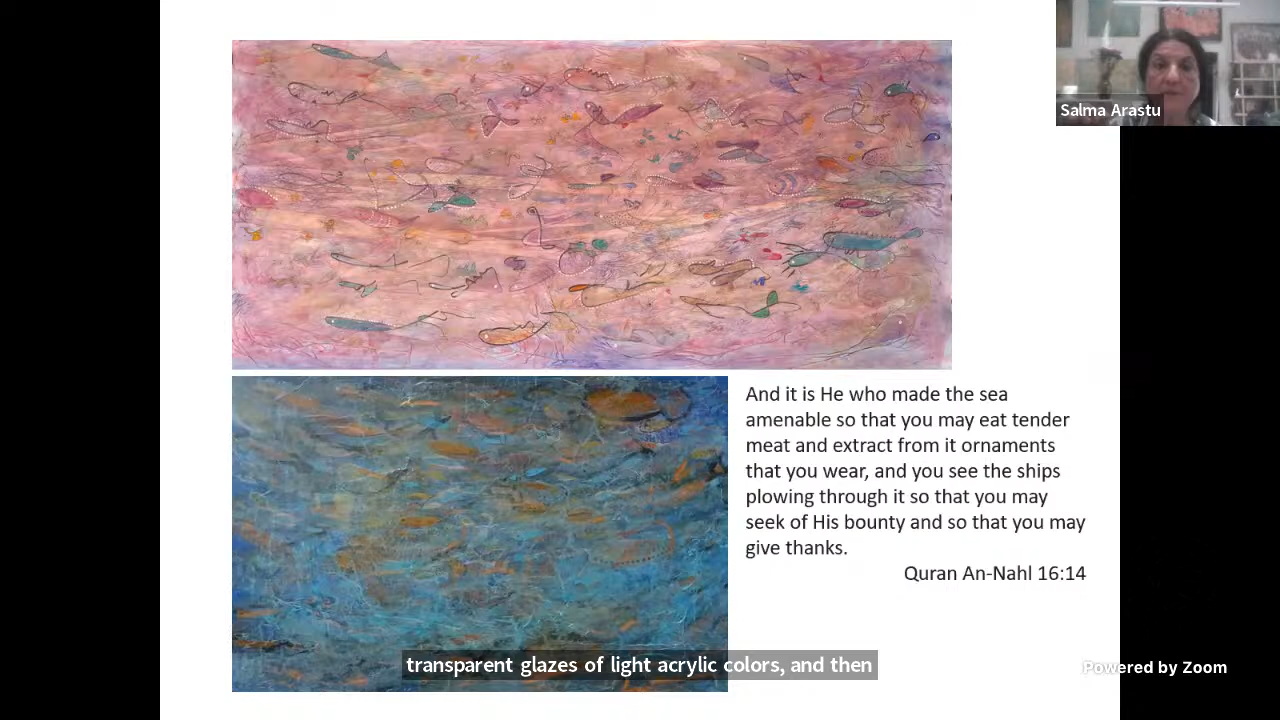 Salma Arastu
And it is He who made the sea
amenable so that you may eat tender
meat and extract from it ornaments
that you wear, and you see the ships
plowing through it so that you may
seek of His bounty and so that you may
give thanks.
Quran An-Nahl 16:14
transparent glazes of light acrylic colors, and then
Powered by Zoom